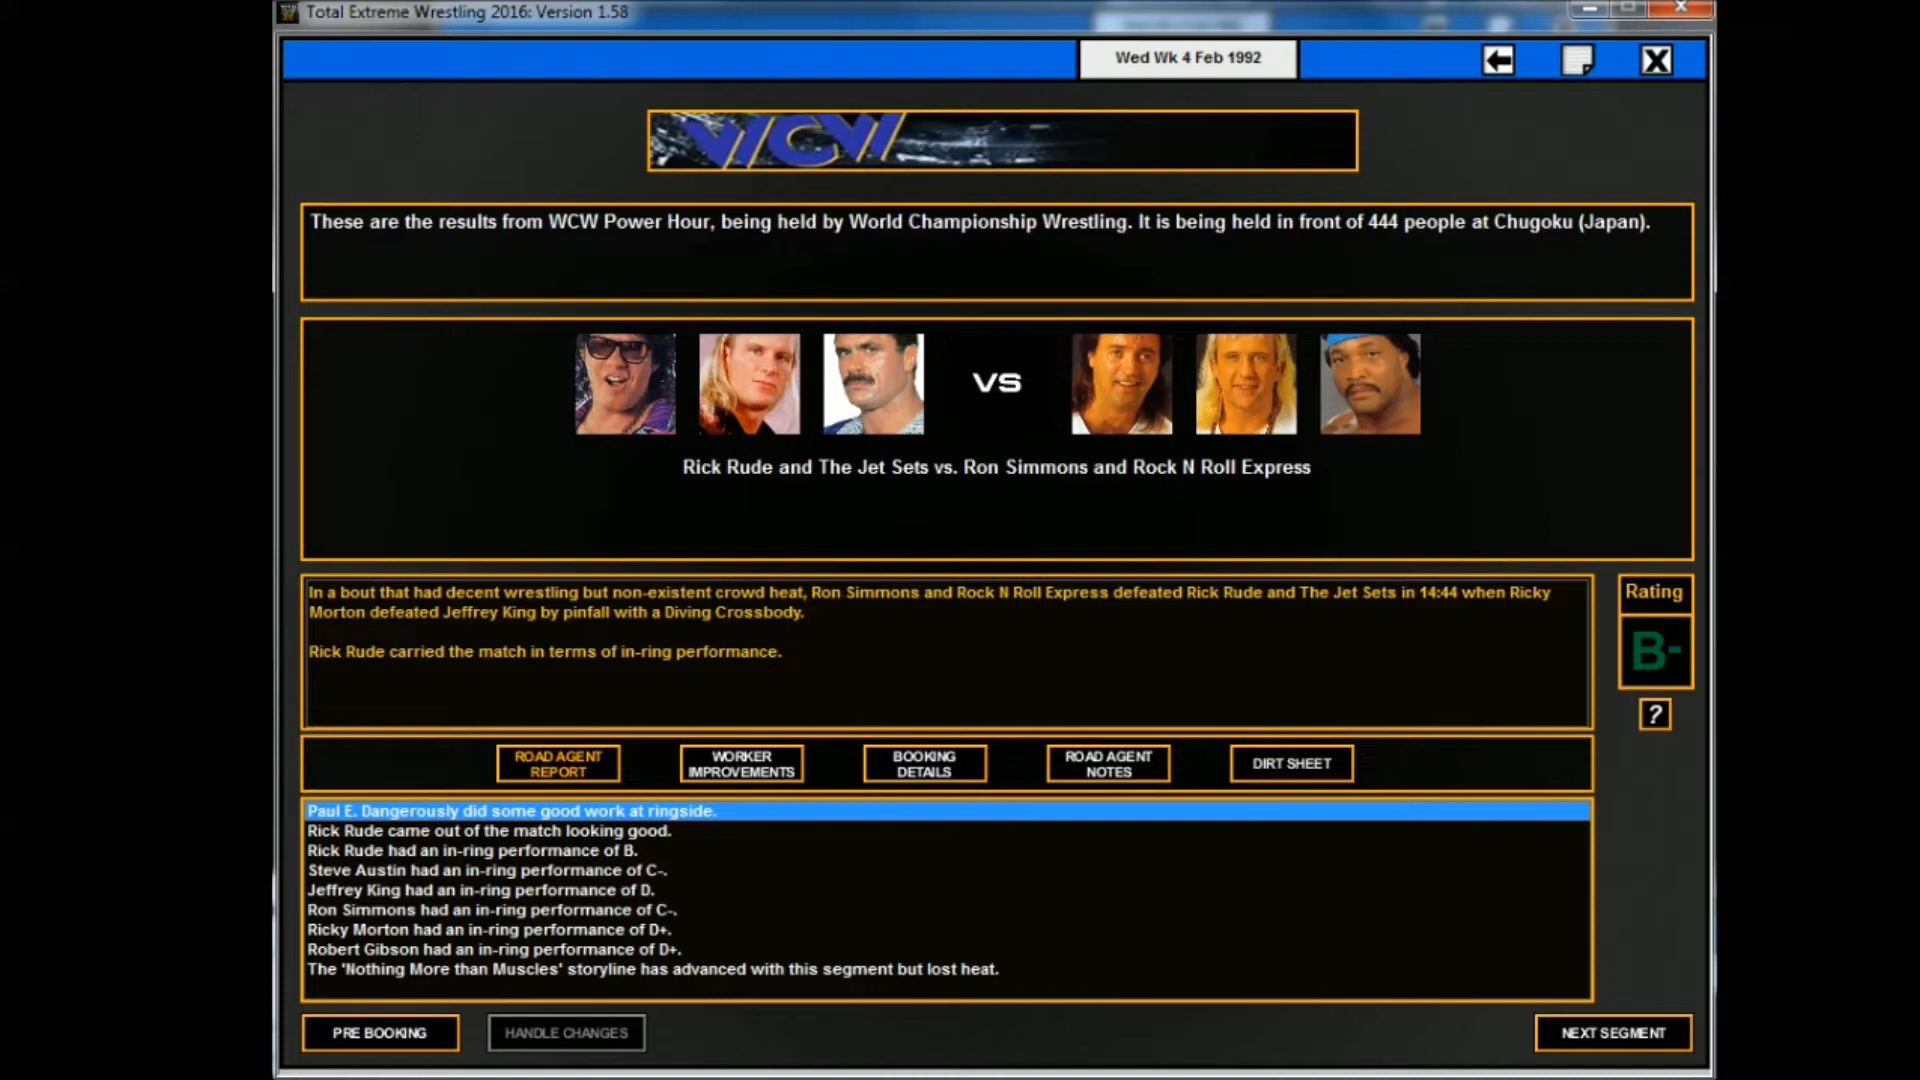 Total Extreme Wrestling 2016: Version 1.58
Wed Wk 4 Feb 1992
WCW
These are the results from WCW Power Hour, being held by World Championship Wrestling. It is being held in front of 444 people at Chugoku (Japan).
VS
Rick Rude and The Jet Sets vs. Ron Simmons and Rock N Roll Express
In a bout that had decent wrestling but non-existent crowd heat, Ron Simmons and Rock N Roll Express defeated Rick Rude and The Jet Sets in 14:44 when Ricky
Morton defeated Jeffrey King by pinfall with a Diving Crossbody.
Rick Rude carried the match in terms of in-ring performance.
Rating
B-
?
ROAD AGENT
REPORT
WORKER
IMPROVEMENTS
BOOKING
DETAILS
ROAD AGENT
NOTES
DIRT SHEET
Paul E. Dangerously did some good work at ringside.
Rick Rude came out of the match looking good.
Rick Rude had an in-ring performance of B.
Steve Austin had an in-ring performance of C-.
Jeffrey King had an in-ring performance of D.
Ron Simmons had an in-ring performance of C-.
Ricky Morton had an in-ring performance of D+.
Robert Gibson had an in-ring performance of D+.
The 'Nothing More than Muscles' storyline has advanced with this segment but lost heat.
PRE BOOKING
HANDLE CHANGES
NEXT SEGMENT